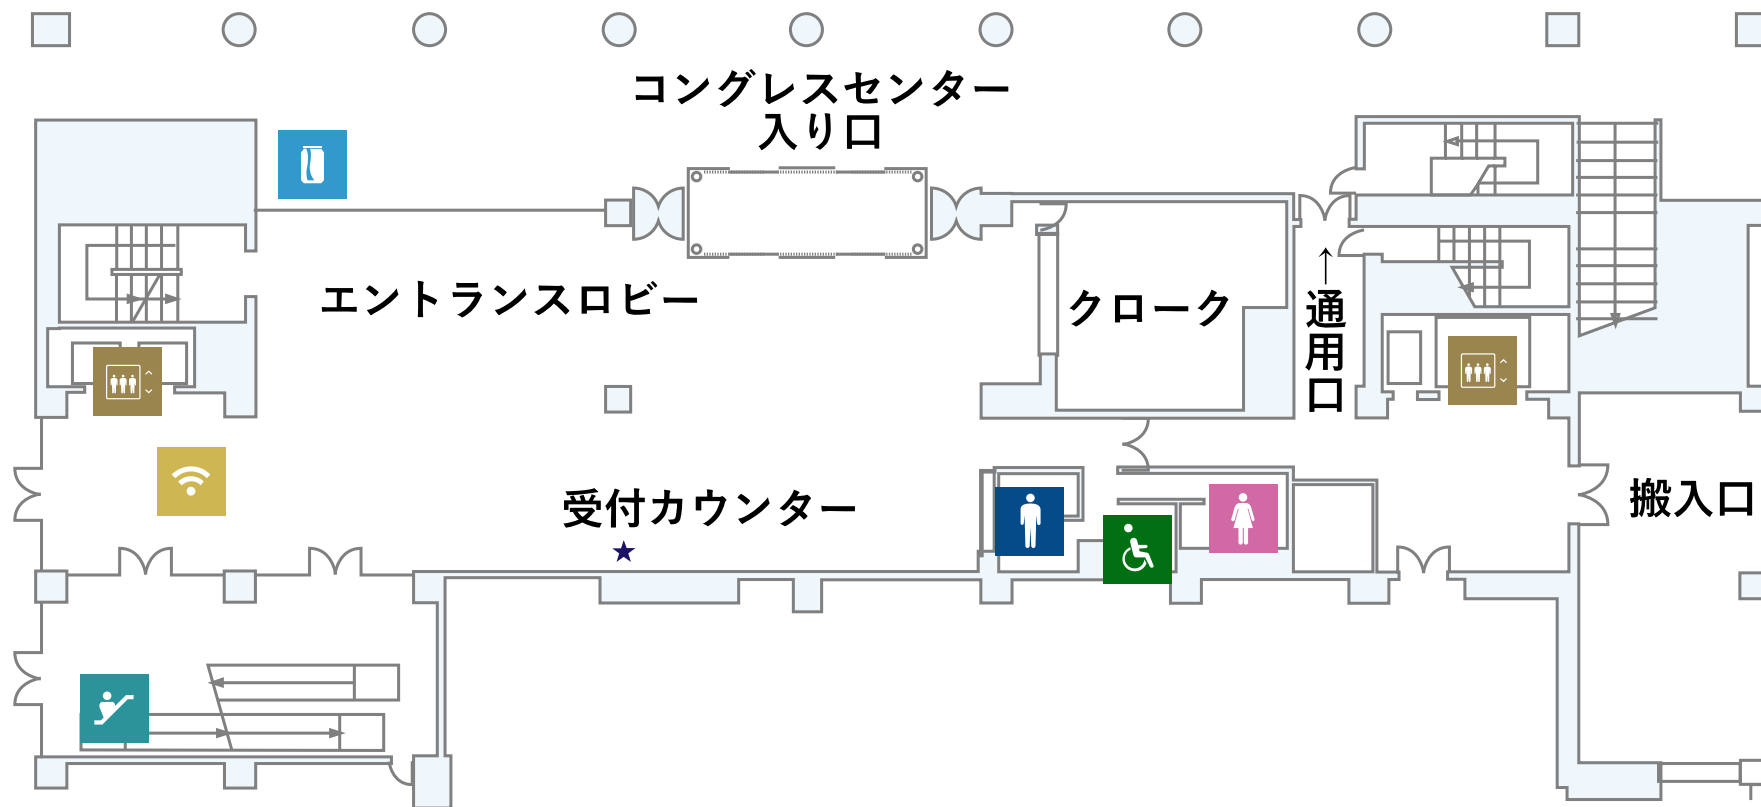 コングレスセンター
入り口
エントランスロビー
クローク
↑通用口
受付カウンター
★
搬入口